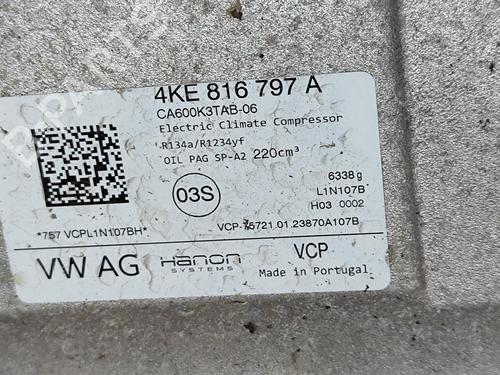 4KE 816 797 A
CA600K3TAB-06
Electric Climate Compressor
R134a/R1234yf
OIL PAG SP-A2 220cm³
03S
6338g
L1N107B
H03 0002
*757 VCPL1N107BH*
VCP-75721.01.23870A107B
VW AG
Hanon
SYSTEMS
VCP
Made in Portugal